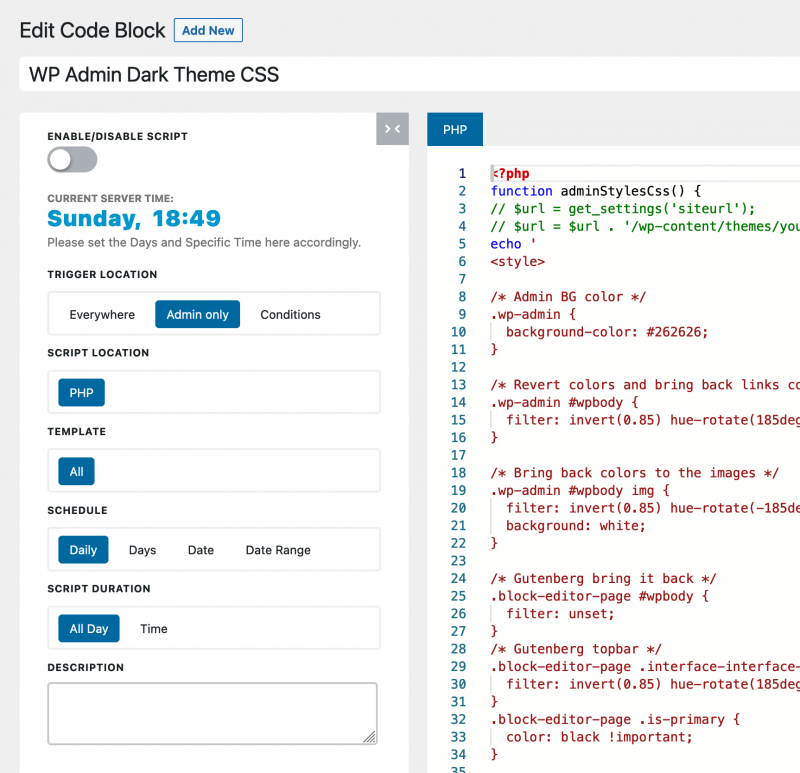 Edit Code Block Add New
WP Admin Dark Theme CSS
ENABLE/DISABLE SCRIPT
CURRENT SERVER TIME:
Sunday, 18:49
Please set the Days and Specific Time here accordingly.
TRIGGER LOCATION
Everywhere Admin only Conditions
SCRIPT LOCATION
PHP
TEMPLATE
All
SCHEDULE
Daily Days Date Date Range
SCRIPT DURATION
All Day Time
DESCRIPTION
PHP
1 <?php
2 function adminStylesCss() {
3 // $url = get_settings('siteurl');
4 // $url = $url . '/wp-content/themes/you
5 echo '
6 <style>
7
8 /* Admin BG color */
9 .wp-admin {
10 background-color: #262626;
11 }
12
13 /* Revert colors and bring back links co
14 .wp-admin #wpbody {
15 filter: invert(0.85) hue-rotate(185deg
16 }
17
18 /* Bring back colors to the images */
19 .wp-admin #wpbody img {
20 filter: invert(0.85) hue-rotate(-185de
21 background: white;
22 }
23
24 /* Gutenberg bring it back */
25 .block-editor-page #wpbody {
26 filter: unset;
27 }
28 /* Gutenberg topbar */
29 .block-editor-page .interface-interface-
30 filter: invert(0.85) hue-rotate(185deg
31 }
32 .block-editor-page .is-primary {
33 color: black !important;
34 }
35